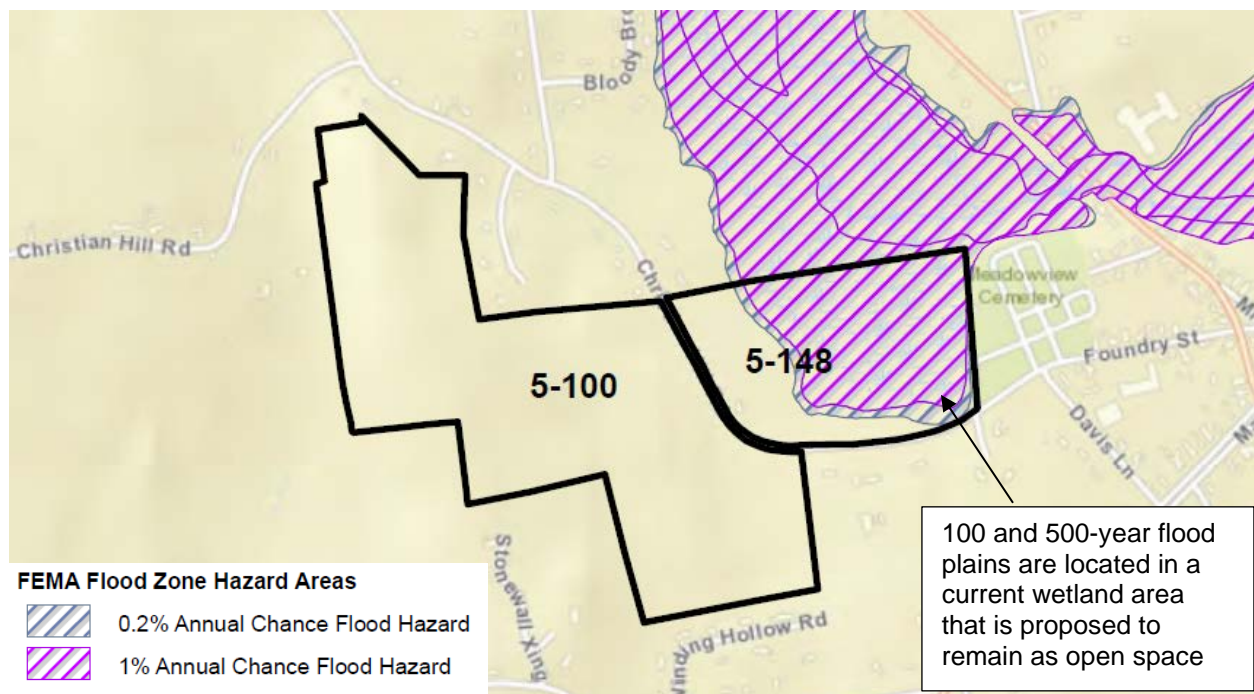 Bloody Bro
Christian Hill Rd
Chr
Meadowview
Cemetery
Foundry St
5-148
5-100
Davis Ln
Ma
Stonewall Xing
Winding Hollow Rd
100 and 500-year flood
plains are located in a
current wetland area
that is proposed to
remain as open space
FEMA Flood Zone Hazard Areas
0.2% Annual Chance Flood Hazard
1% Annual Chance Flood Hazard